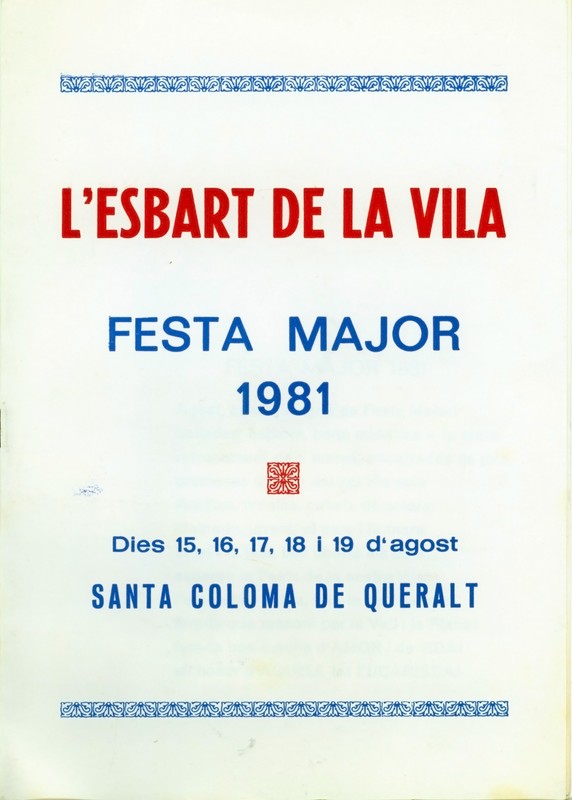 L'ESBART DE LA VILA
FESTA MAJOR
1981
Dies 15, 16, 17, 18 i 19 d'agost
SANTA COLOMA DE QUERALT